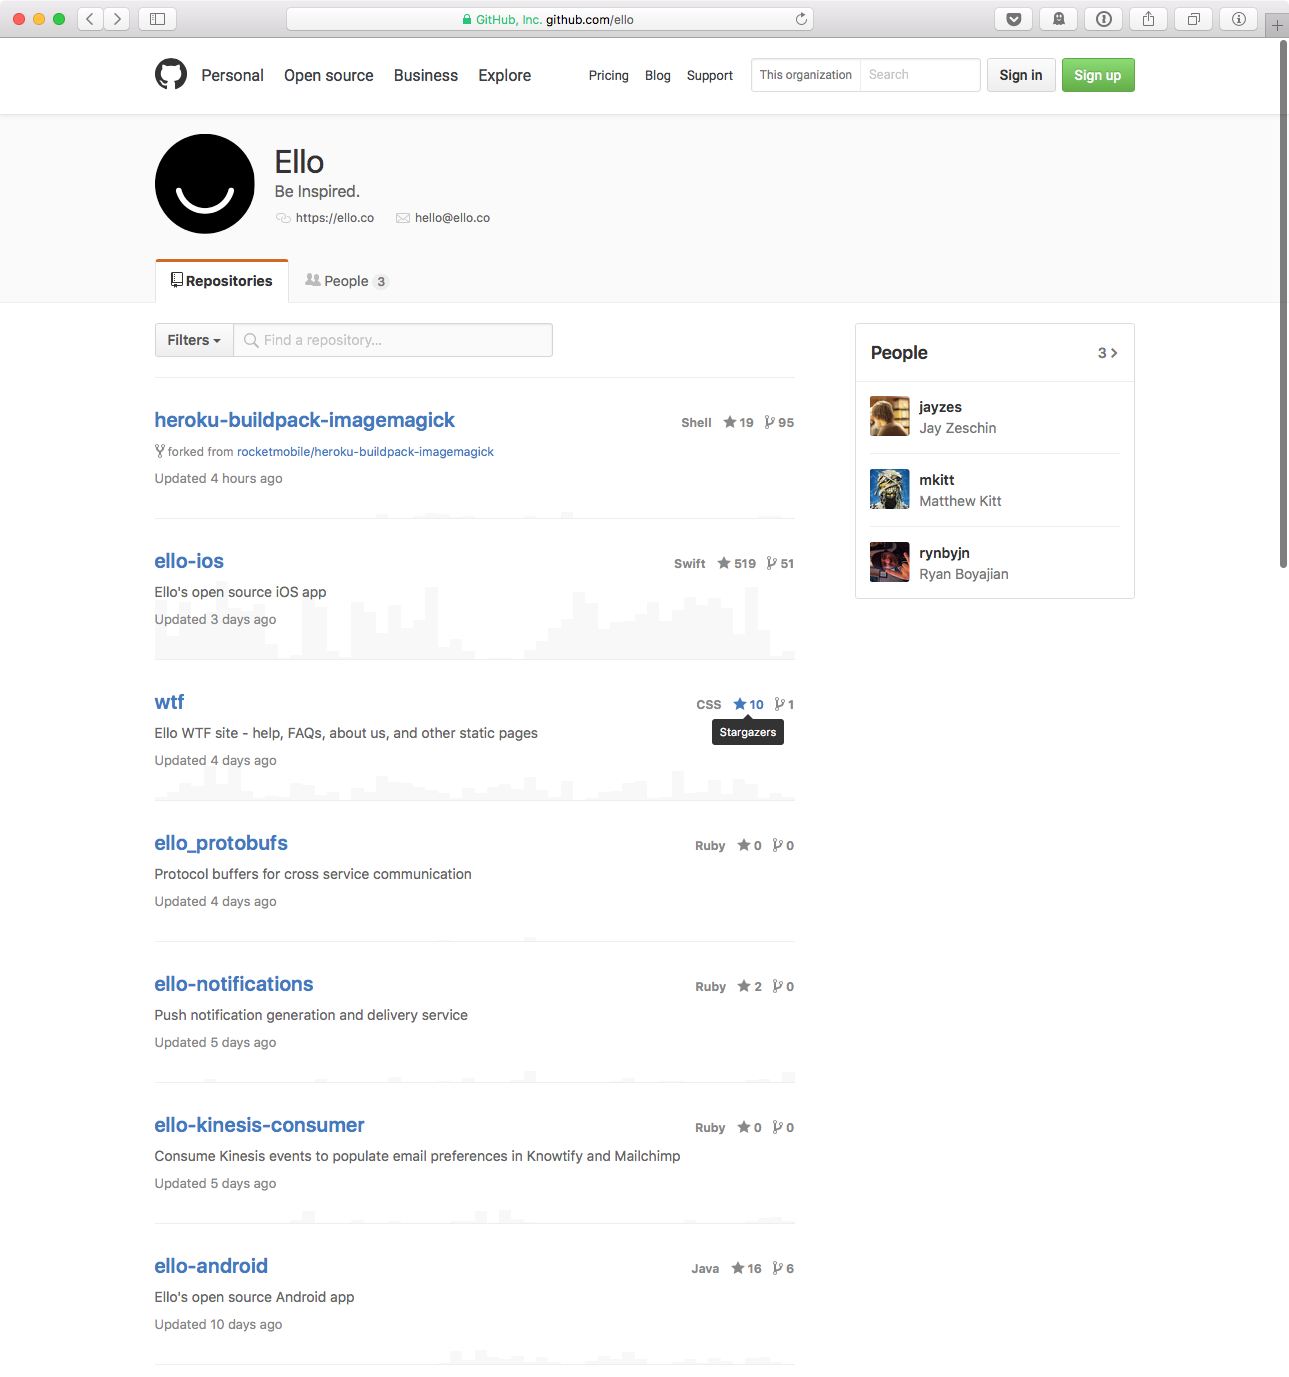 GitHub, Inc. github.com/ello
Personal Open source Business Explore Pricing Blog Support This organization Search Sign in Sign up
Ello
Be Inspired.
https://ello.co hello@ello.co
Repositories People 3
Filters Find a repository...
heroku-buildpack-imagemagick Shell 19 95
forked from rocketmobile/heroku-buildpack-imagemagick
Updated 4 hours ago
ello-ios Swift 519 51
Ello's open source iOS app
Updated 3 days ago
wtf CSS 10 1
Stargazers
Ello WTF site - help, FAQs, about us, and other static pages
Updated 4 days ago
ello_protobufs Ruby 0 0
Protocol buffers for cross service communication
Updated 4 days ago
ello-notifications Ruby 2 0
Push notification generation and delivery service
Updated 5 days ago
ello-kinesis-consumer Ruby 0 0
Consume Kinesis events to populate email preferences in Knowtify and Mailchimp
Updated 5 days ago
ello-android Java 16 6
Ello's open source Android app
Updated 10 days ago
People 3
jayzes
Jay Zeschin
mkitt
Matthew Kitt
rynbyjn
Ryan Boyajian